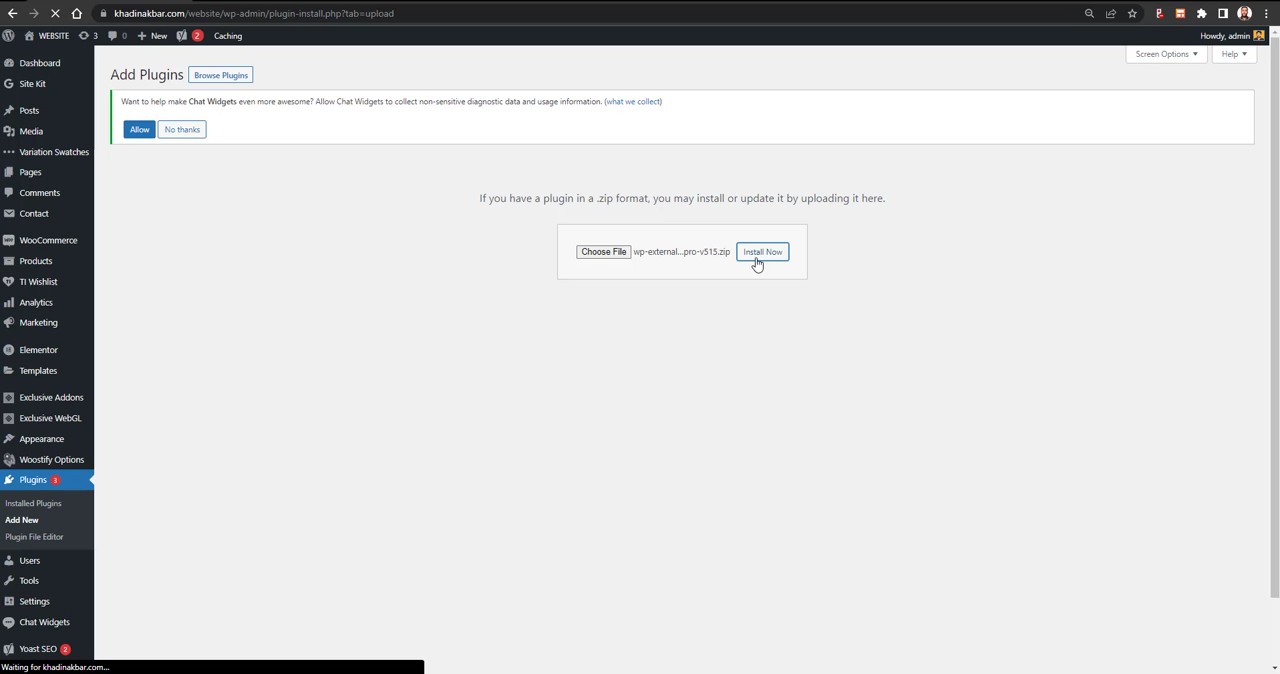 khadinakbar.com/website/wp-admin/plugin-install.php?tab=upload
WEBSITE 3 0 New 2 Caching
Howdy, admin
Screen Options Help
Dashboard
Site Kit
Posts
Media
Variation Swatches
Pages
Comments
Contact
WooCommerce
Products
TI Wishlist
Analytics
Marketing
Elementor
Templates
Exclusive Addons
Exclusive WebGL
Appearance
Woostify Options
Plugins 3
Installed Plugins
Add New
Plugin File Editor
Users
Tools
Settings
Chat Widgets
Yoast SEO 2
Add Plugins Browse Plugins
Want to help make Chat Widgets even more awesome? Allow Chat Widgets to collect non-sensitive diagnostic data and usage information. (what we collect)
Allow No thanks
If you have a plugin in a .zip format, you may install or update it by uploading it here.
Choose File wp-external...pro-v515.zip Install Now
Waiting for khadinakbar.com...